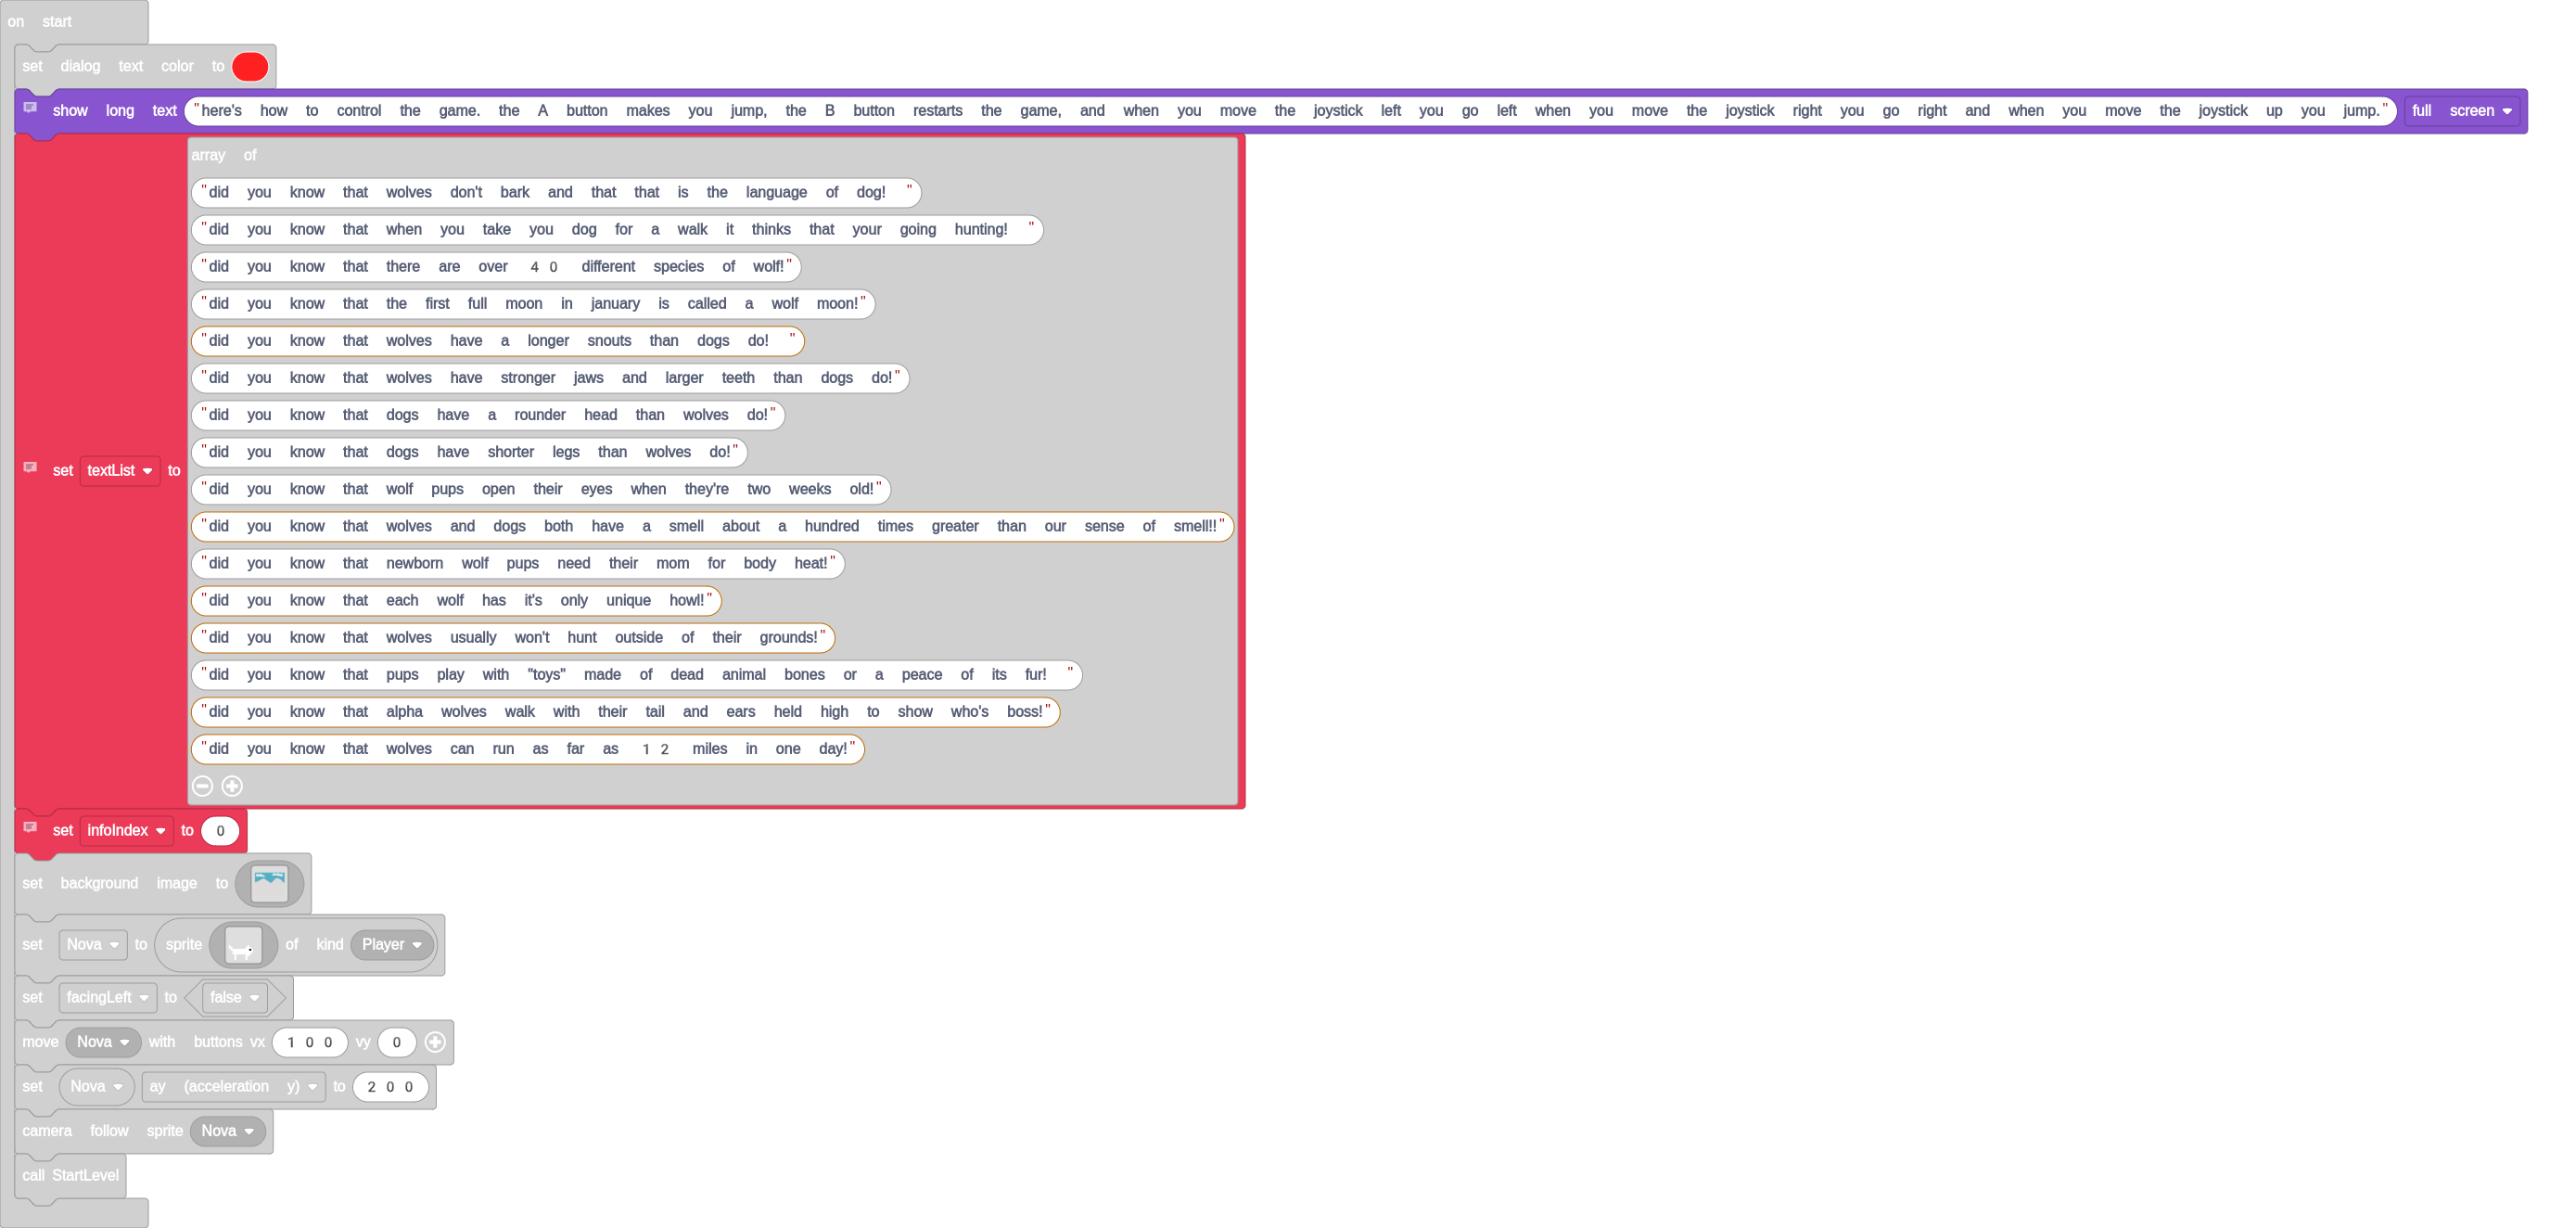 on start
set dialog text color to
show long text "here's how to control the game. the A button makes you jump, the B button restarts the game, and when you move the joystick left you go left when you move the joystick right you go right and when you move the joystick up you jump." full screen
array of
"did you know that wolves don't bark and that that is the language of dog! "
"did you know that when you take you dog for a walk it thinks that your going hunting! "
"did you know that there are over 40 different species of wolf!"
"did you know that the first full moon in january is called a wolf moon!"
"did you know that wolves have a longer snouts than dogs do! "
"did you know that wolves have stronger jaws and larger teeth than dogs do!"
"did you know that dogs have a rounder head than wolves do!"
"did you know that dogs have shorter legs than wolves do!"
set textList to
"did you know that wolf pups open their eyes when they're two weeks old!"
"did you know that wolves and dogs both have a smell about a hundred times greater than our sense of smell!!"
"did you know that newborn wolf pups need their mom for body heat!"
"did you know that each wolf has it's only unique howl!"
"did you know that wolves usually won't hunt outside of their grounds!"
"did you know that pups play with "toys" made of dead animal bones or a peace of its fur! "
"did you know that alpha wolves walk with their tail and ears held high to show who's boss!"
"did you know that wolves can run as far as 12 miles in one day!"
set infoIndex to 0
set background image to
set Nova to sprite of kind Player
set facingLeft to false
move Nova with buttons vx 100 vy 0
set Nova ay (acceleration y) to 200
camera follow sprite Nova
call StartLevel